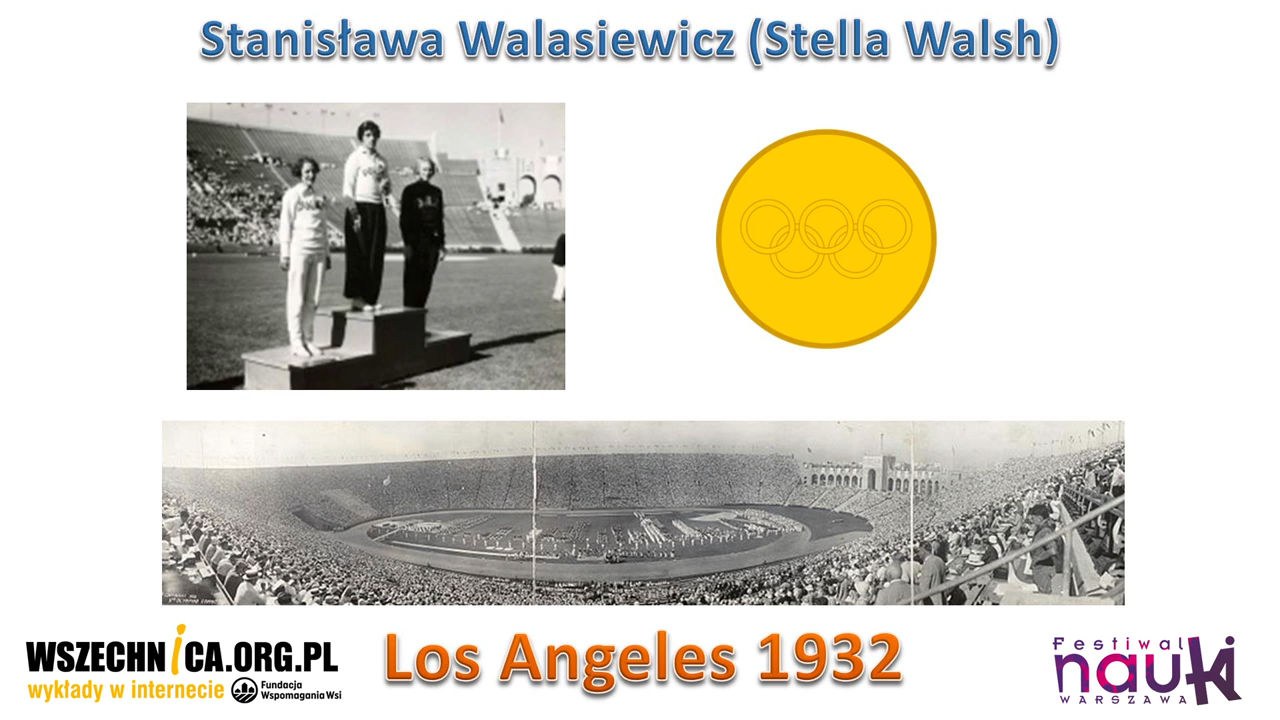 Stanisława Walasiewicz (Stella Walsh)
WSZECHNiCA.ORG.PL
wykłady w internecie
Fundacja
Wspomagania Wsi
Los Angeles 1932
Festiwal
nauki
WARSZAWA